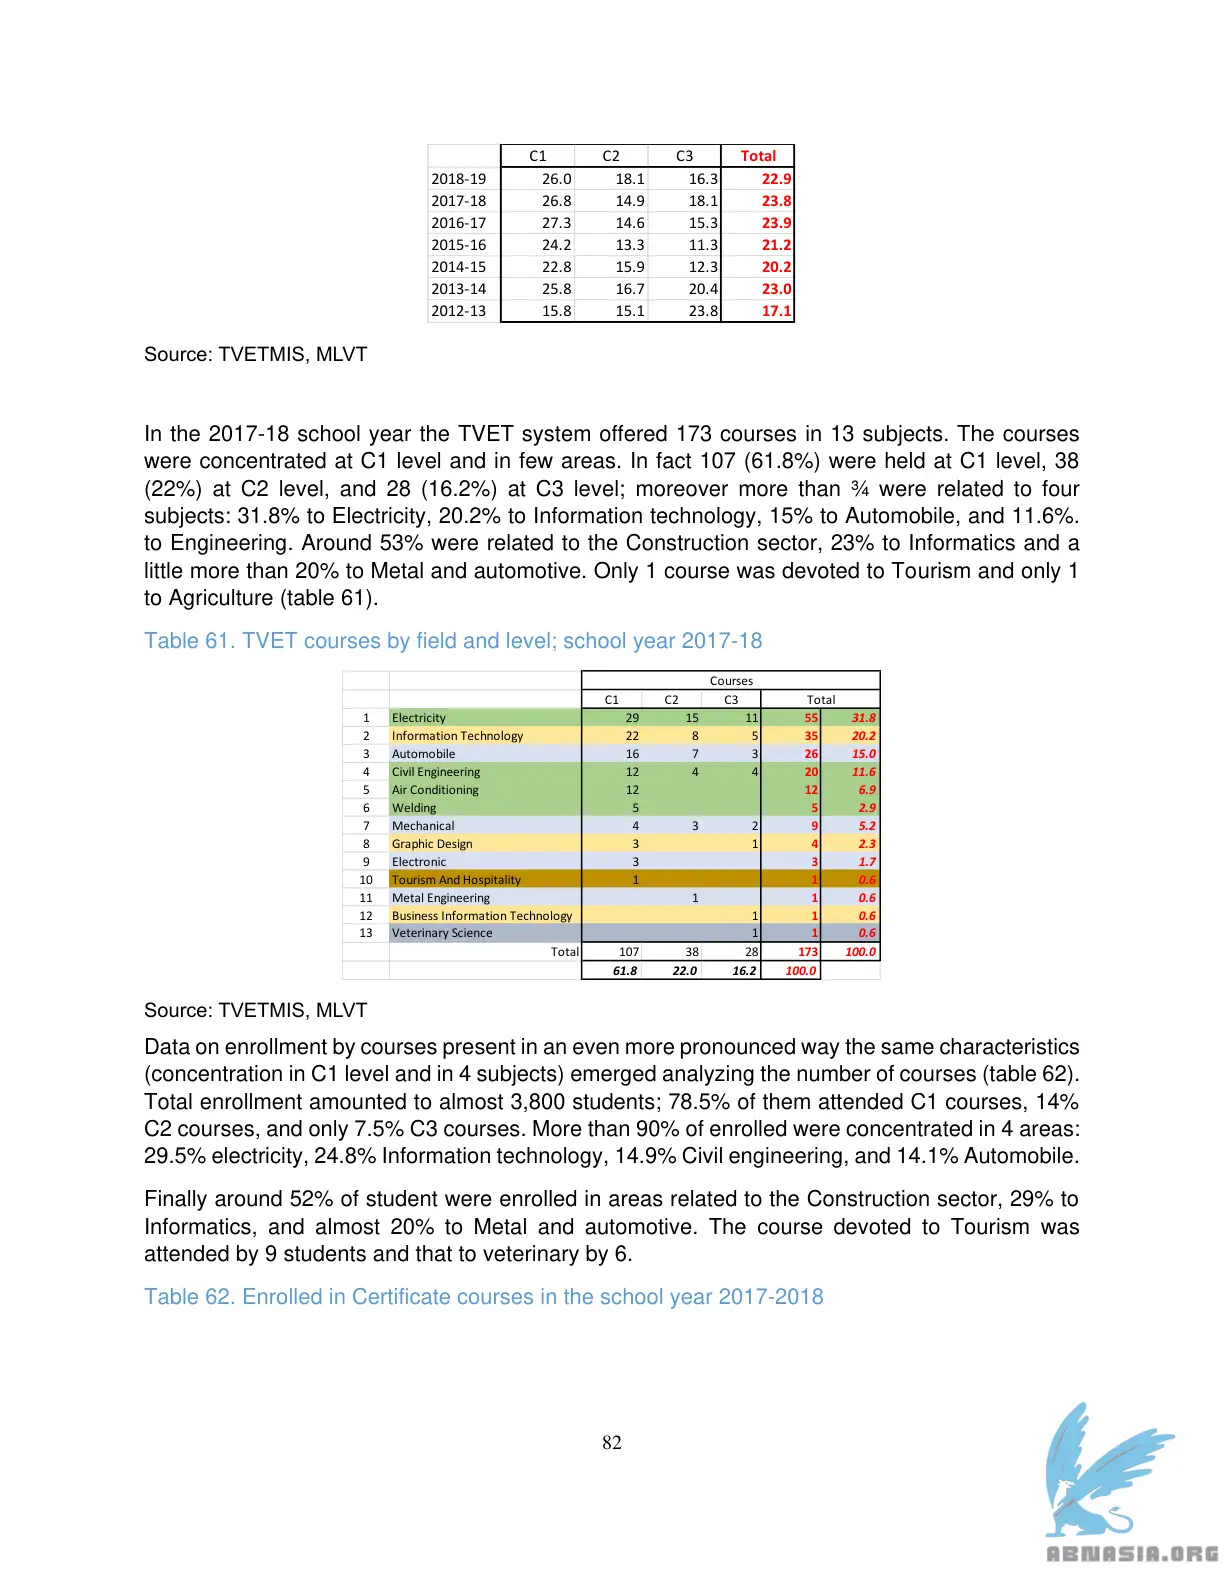 C1 C2 C3 Total
2018-19 26.0 18.1 16.3 22.9
2017-18 26.8 14.9 18.1 23.8
2016-17 27.3 14.6 15.3 23.9
2015-16 24.2 13.3 11.3 21.2
2014-15 22.8 15.9 12.3 20.2
2013-14 25.8 16.7 20.4 23.0
2012-13 15.8 15.1 23.8 17.1
Source: TVETMIS, MLVT
In the 2017-18 school year the TVET system offered 173 courses in 13 subjects. The courses
were concentrated at C1 level and in few areas. In fact 107 (61.8%) were held at C1 level, 38
(22%) at C2 level, and 28 (16.2%) at C3 level; moreover more than ¾ were related to four
subjects: 31.8% to Electricity, 20.2% to Information technology, 15% to Automobile, and 11.6%.
to Engineering. Around 53% were related to the Construction sector, 23% to Informatics and a
little more than 20% to Metal and automotive. Only 1 course was devoted to Tourism and only 1
to Agriculture (table 61).
Table 61. TVET courses by field and level; school year 2017-18
Courses
C1 C2 C3 Total
1 Electricity 29 15 11 55 31.8
2 Information Technology 22 8 5 35 20.2
3 Automobile 16 7 3 26 15.0
4 Civil Engineering 12 4 4 20 11.6
5 Air Conditioning 12 12 6.9
6 Welding 5 5 2.9
7 Mechanical 4 3 2 9 5.2
8 Graphic Design 3 1 4 2.3
9 Electronic 3 3 1.7
10 Tourism And Hospitality 1 1 0.6
11 Metal Engineering 1 1 0.6
12 Business Information Technology 1 1 0.6
13 Veterinary Science 1 1 0.6
Total 107 38 28 173 100.0
61.8 22.0 16.2 100.0
Source: TVETMIS, MLVT
Data on enrollment by courses present in an even more pronounced way the same characteristics
(concentration in C1 level and in 4 subjects) emerged analyzing the number of courses (table 62).
Total enrollment amounted to almost 3,800 students; 78.5% of them attended C1 courses, 14%
C2 courses, and only 7.5% C3 courses. More than 90% of enrolled were concentrated in 4 areas:
29.5% electricity, 24.8% Information technology, 14.9% Civil engineering, and 14.1% Automobile.
Finally around 52% of student were enrolled in areas related to the Construction sector, 29% to
Informatics, and almost 20% to Metal and automotive. The course devoted to Tourism was
attended by 9 students and that to veterinary by 6.
Table 62. Enrolled in Certificate courses in the school year 2017-2018
82
ABNASIA.ORG